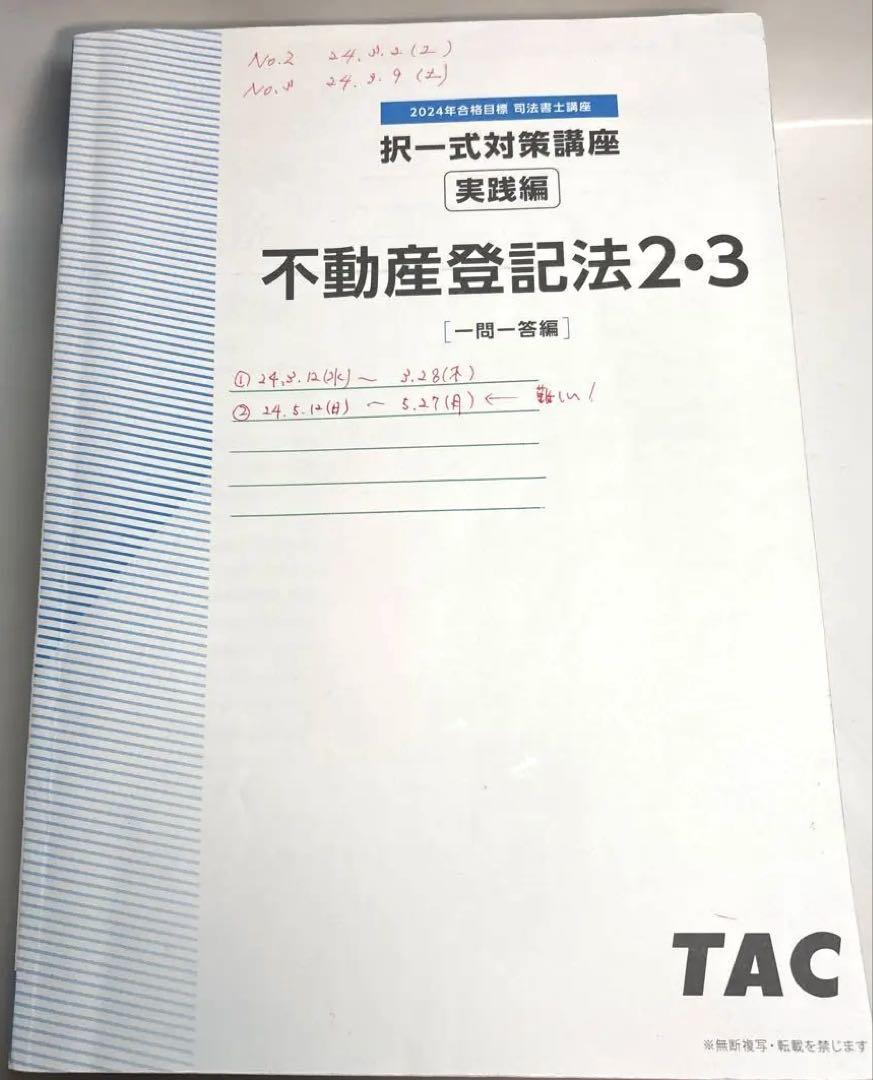 No.2 24.3.2(土)
No.3 24.3.9(土)
2024年合格目標 司法書士講座
択一式対策講座
実践編
不動産登記法2・3
[一問一答編]
① 24.3.12(水)〜 3.28(木)
② 24.5.12(日) 〜 5.27(月) ← 難しい!
TAC
※無断複写・転載を禁じます